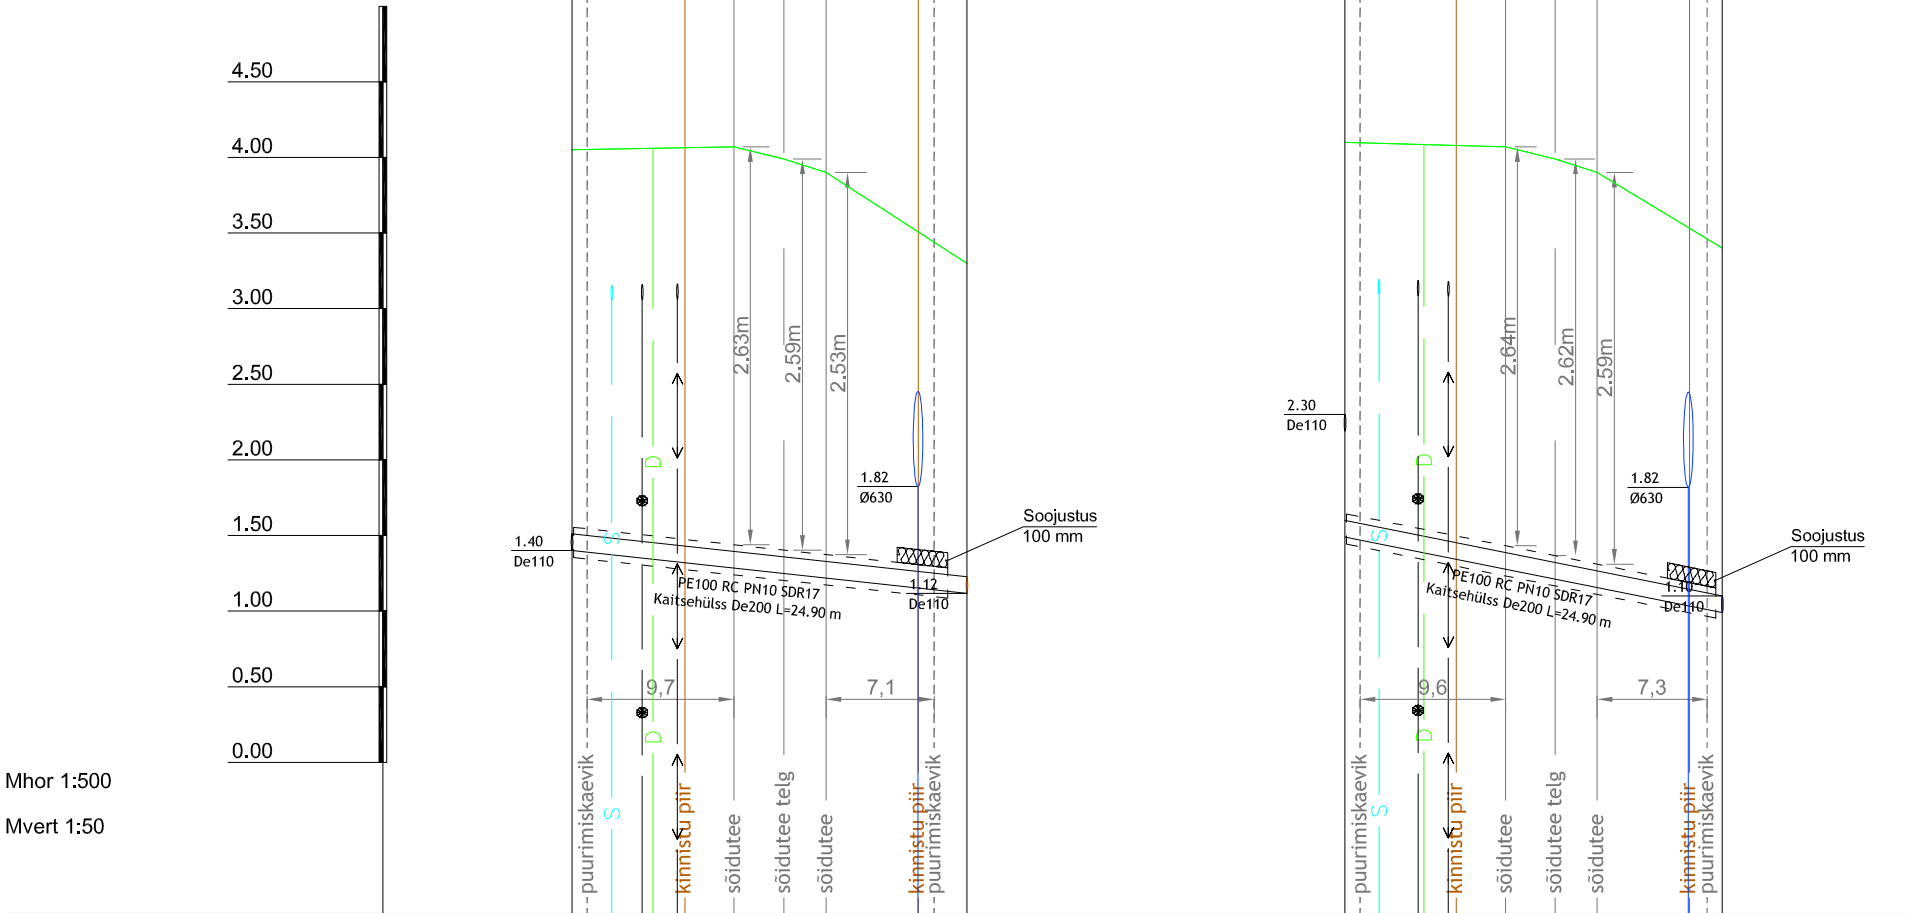 4.50
4.00
3.50
3.00
2.50
2.00
1.50
1.00
0.50
0.00
Mhor 1:500
Mvert 1:50
2.63m
2.59m
2.53m
D
1.82
Ø630
S
1.40
De110
Soojustus
100 mm
PE100 RC PN10 SDR17
Kaitsehülss De200 L=24.90 m
1.12
De110
9,7
7,1
D
S
puurimiskaevik
kinnistu piir
sõidutee
sõidutee telg
sõidutee
kinnistu piir
puurimiskaevik
2.64m
2.62m
2.59m
2.30
De110
D
1.82
Ø630
S
Soojustus
100 mm
PE100 RC PN10 SDR17
Kaitsehülss De200 L=24.90 m
1.10
De110
9,6
7,3
D
S
puurimiskaevik
kinnistu piir
sõidutee
sõidutee telg
sõidutee
kinnistu piir
puurimiskaevik